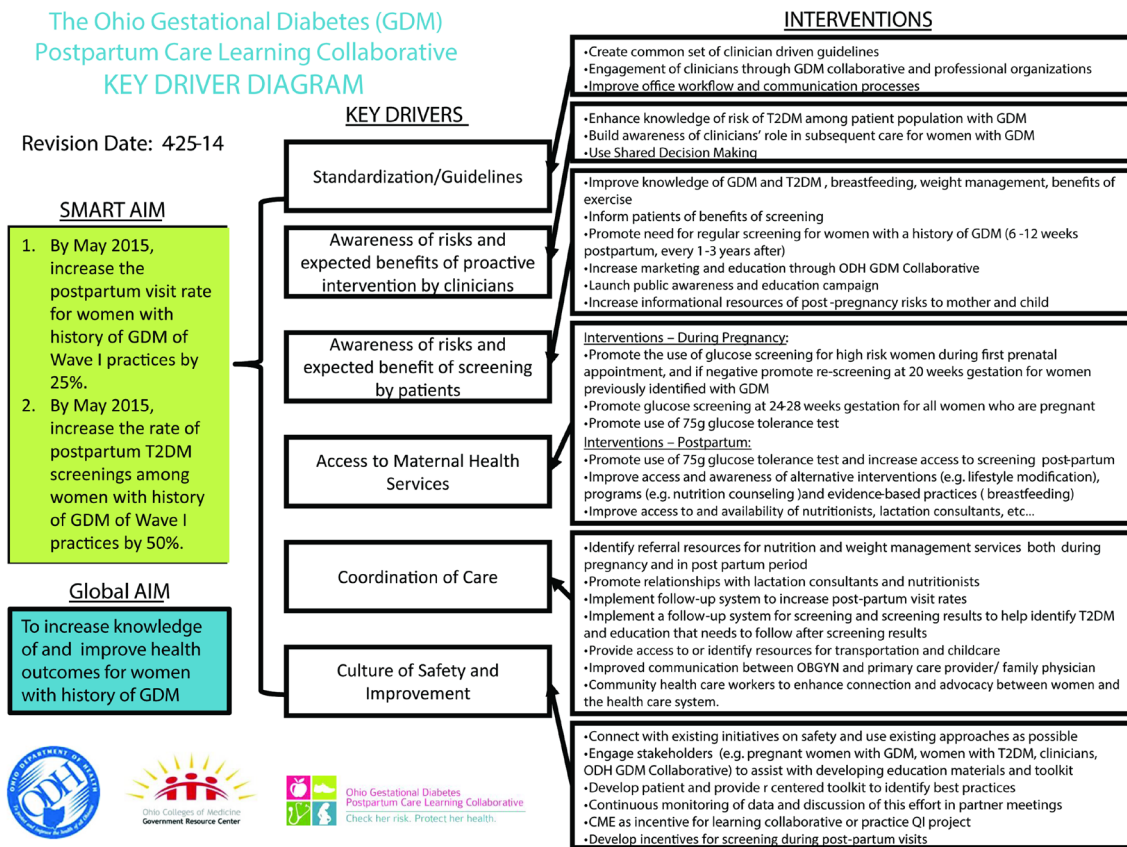 The Ohio Gestational Diabetes (GDM)
Postpartum Care Learning Collaborative
KEY DRIVER DIAGRAM
Revision Date: 425-14
SMART AIM
1. By May 2015,
increase the
postpartum visit rate
for women with
history of GDM of
Wave I practices by
25%.
2. By May 2015,
increase the rate of
postpartum T2DM
screenings among
women with history
of GDM of Wave I
practices by 50%.
Global AIM
To increase knowledge
of and improve health
outcomes for women
with history of GDM
KEY DRIVERS
Standardization/Guidelines
Awareness of risks and
expected benefits of proactive
intervention by clinicians
Awareness of risks and
expected benefit of screening
by patients
Access to Maternal Health
Services
Coordination of Care
Culture of Safety and
Improvement
INTERVENTIONS
•Create common set of clinician driven guidelines
•Engagement of clinicians through GDM collaborative and professional organizations
•Improve office workflow and communication processes
•Enhance knowledge of risk of T2DM among patient population with GDM
•Build awareness of clinicians' role in subsequent care for women with GDM
•Use Shared Decision Making
•Improve knowledge of GDM and T2DM , breastfeeding, weight management, benefits of
exercise
•Inform patients of benefits of screening
•Promote need for regular screening for women with a history of GDM (6 -12 weeks
postpartum, every 1-3 years after)
•Increase marketing and education through ODH GDM Collaborative
•Launch public awareness and education campaign
•Increase informational resources of post -pregnancy risks to mother and child
Interventions – During Pregnancy:
•Promote the use of glucose screening for high risk women during first prenatal
appointment, and if negative promote re-screening at 20 weeks gestation for women
previously identified with GDM
•Promote glucose screening at 24-28 weeks gestation for all women who are pregnant
•Promote use of 75g glucose tolerance test
Interventions – Postpartum:
•Promote use of 75g glucose tolerance test and increase access to screening post-partum
•Improve access and awareness of alternative interventions (e.g. lifestyle modification),
programs (e.g. nutrition counseling )and evidence-based practices ( breastfeeding)
•Improve access to and availability of nutritionists, lactation consultants, etc...
•Identify referral resources for nutrition and weight management services both during
pregnancy and in post partum period
•Promote relationships with lactation consultants and nutritionists
•Implement follow-up system to increase post-partum visit rates
•Implement a follow-up system for screening and screening results to help identify T2DM
and education that needs to follow after screening results
•Provide access to or identify resources for transportation and childcare
•Improved communication between OBGYN and primary care provider/ family physician
•Community health care workers to enhance connection and advocacy between women and
the health care system.
•Connect with existing initiatives on safety and use existing approaches as possible
•Engage stakeholders (e.g. pregnant women with GDM, women with T2DM, clinicians,
ODH GDM Collaborative) to assist with developing education materials and toolkit
•Develop patient and provide r centered toolkit to identify best practices
•Continuous monitoring of data and discussion of this effort in partner meetings
•CME as incentive for learning collaborative or practice QI project
•Develop incentives for screening during post-partum visits
OHIO DEPARTMENT OF HEALTH
ODH
Ohio Colleges of Medicine
Government Resource Center
Ohio Gestational Diabetes
Postpartum Care Learning Collaborative
Check her risk. Protect her health.